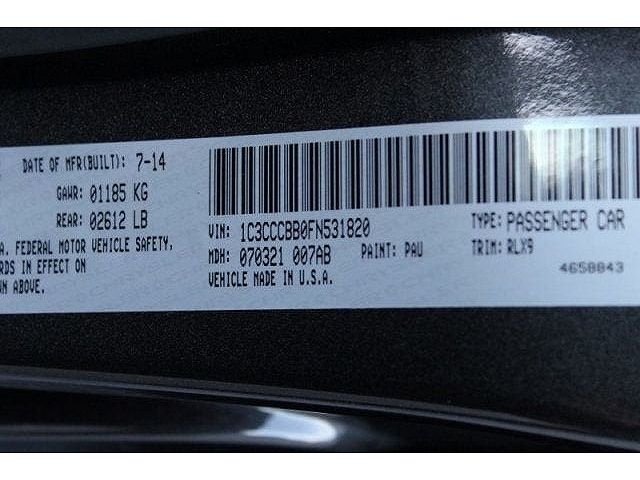 DATE OF MFR(BUILT): 7-14
GAWR: 01185 KG
REAR: 02612 LB
A. FEDERAL MOTOR VEHICLE SAFETY,
RDS IN EFFECT ON
WN ABOVE.
VIN: 1C3CCCBB0FN531820
TYPE: PASSENGER CAR
MDH: 070321 007AB
PAINT: PAU
TRIM: RLX9
VEHICLE MADE IN U.S.A.
4658843